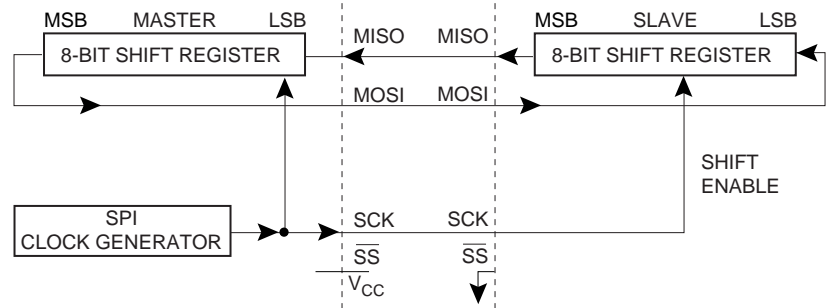 MSB MASTER LSB
MISO MISO
MSB SLAVE LSB
8-BIT SHIFT REGISTER
8-BIT SHIFT REGISTER
MOSI MOSI
SHIFT
ENABLE
SPI
CLOCK GENERATOR
SCK SCK
SS SS
VCC